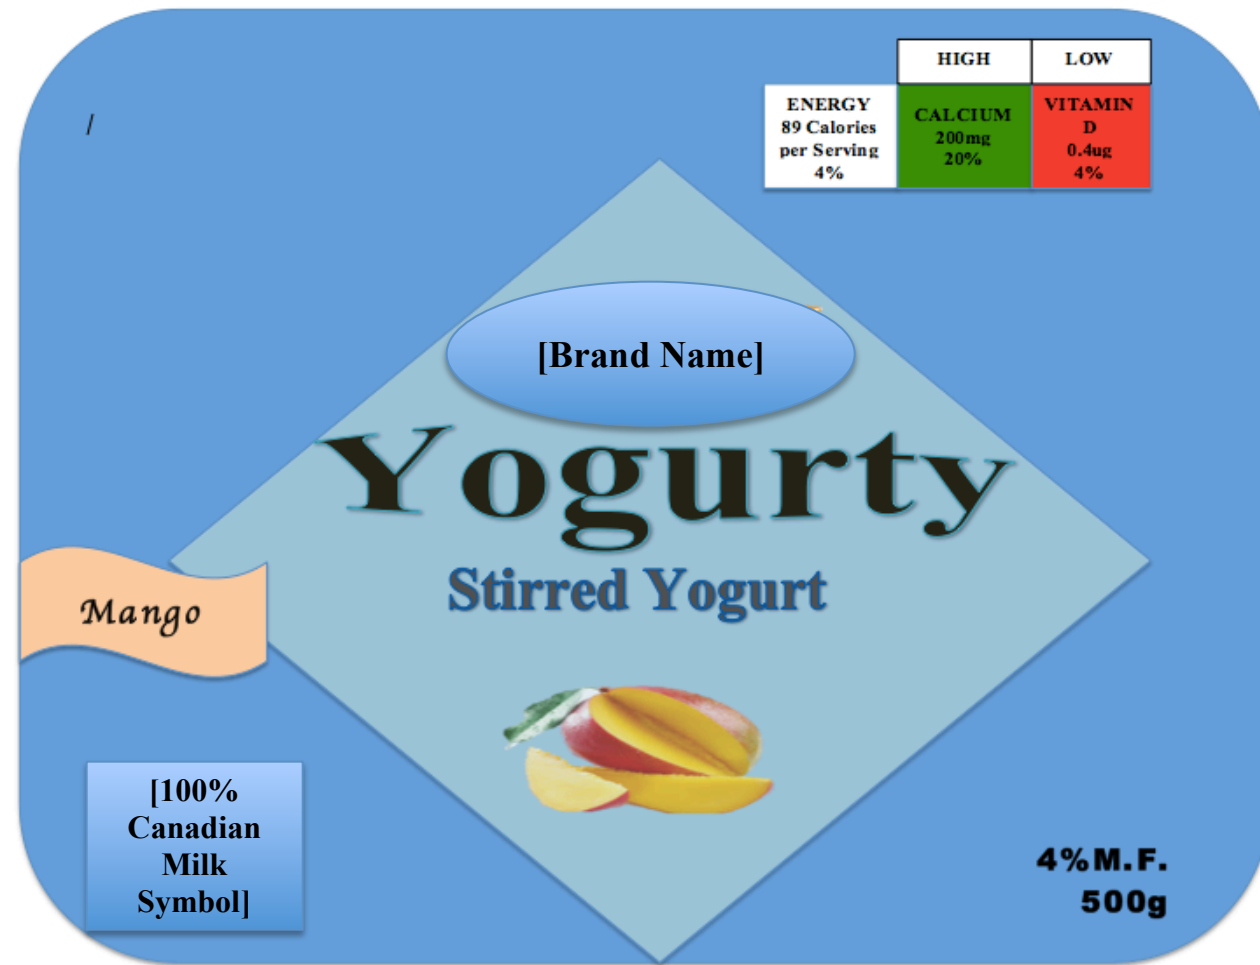 /
HIGH LOW
ENERGY
89 Calories
per Serving
4%
CALCIUM
200mg
20%
VITAMIN
D
0.4ug
4%
[Brand Name]
Yogurty
Stirred Yogurt
Mango
[100%
Canadian
Milk
Symbol]
4%M.F.
500g